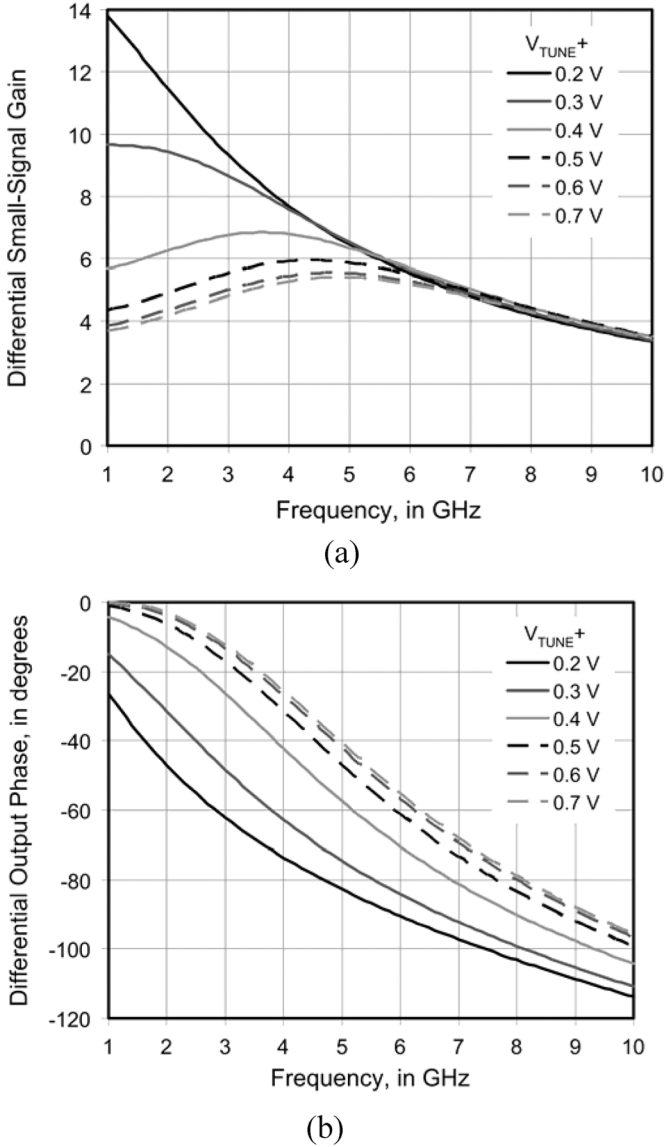 Differential Small-Signal Gain
14
12
10
8
6
4
2
0
V_TUNE+
0.2 V
0.3 V
0.4 V
0.5 V
0.6 V
0.7 V
1 2 3 4 5 6 7 8 9 10
Frequency, in GHz
(a)
Differential Output Phase, in degrees
0
-20
-40
-60
-80
-100
-120
V_TUNE+
0.2 V
0.3 V
0.4 V
0.5 V
0.6 V
0.7 V
1 2 3 4 5 6 7 8 9 10
Frequency, in GHz
(b)